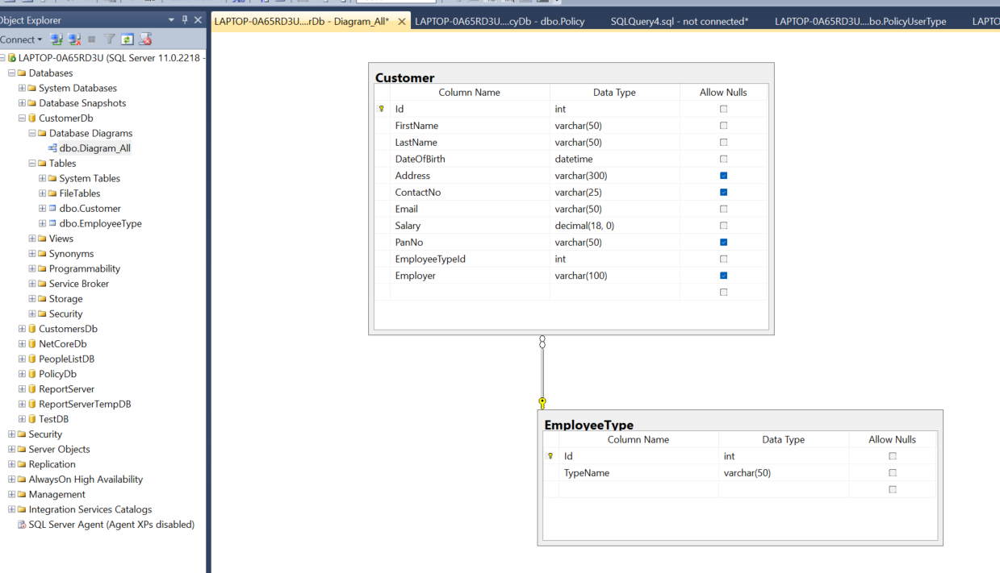 Object Explorer
Connect
LAPTOP-0A65RD3U (SQL Server 11.0.2218 -
Databases
System Databases
Database Snapshots
CustomerDb
Database Diagrams
dbo.Diagram_All
Tables
System Tables
FileTables
dbo.Customer
dbo.EmployeeType
Views
Synonyms
Programmability
Service Broker
Storage
Security
CustomersDb
NetCoreDb
PeopleListDB
PolicyDb
ReportServer
ReportServerTempDB
TestDB
Security
Server Objects
Replication
AlwaysOn High Availability
Management
Integration Services Catalogs
SQL Server Agent (Agent XPs disabled)
LAPTOP-0A65RD3U....rDb - Diagram_All* LAPTOP-0A65RD3U....cyDb - dbo.Policy SQLQuery4.sql - not connected* LAPTOP-0A65RD3U....bo.PolicyUserType LAPTO
Customer
Column Name Data Type Allow Nulls
Id int
FirstName varchar(50)
LastName varchar(50)
DateOfBirth datetime
Address varchar(300)
ContactNo varchar(25)
Email varchar(50)
Salary decimal(18, 0)
PanNo varchar(50)
EmployeeTypeId int
Employer varchar(100)
EmployeeType
Column Name Data Type Allow Nulls
Id int
TypeName varchar(50)